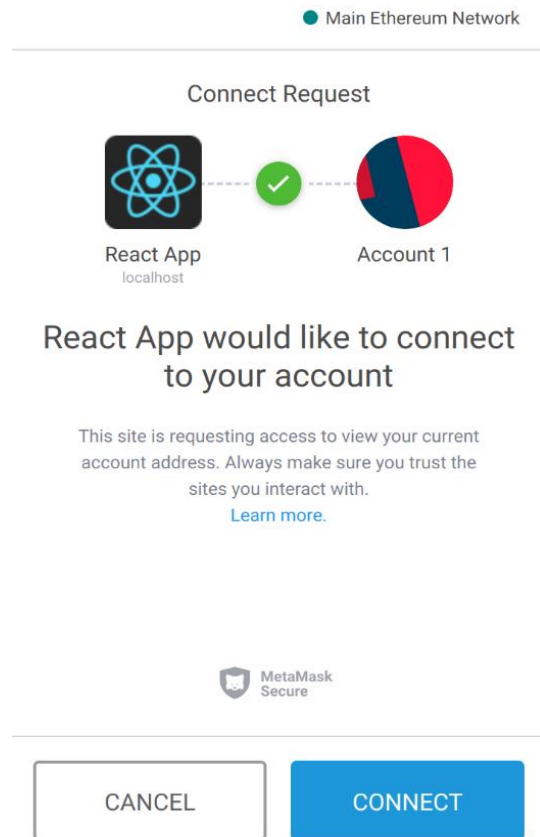 Main Ethereum Network
Connect Request
React App
localhost
Account 1
React App would like to connect
to your account
This site is requesting access to view your current
account address. Always make sure you trust the
sites you interact with.
Learn more.
MetaMask
Secure
CANCEL
CONNECT